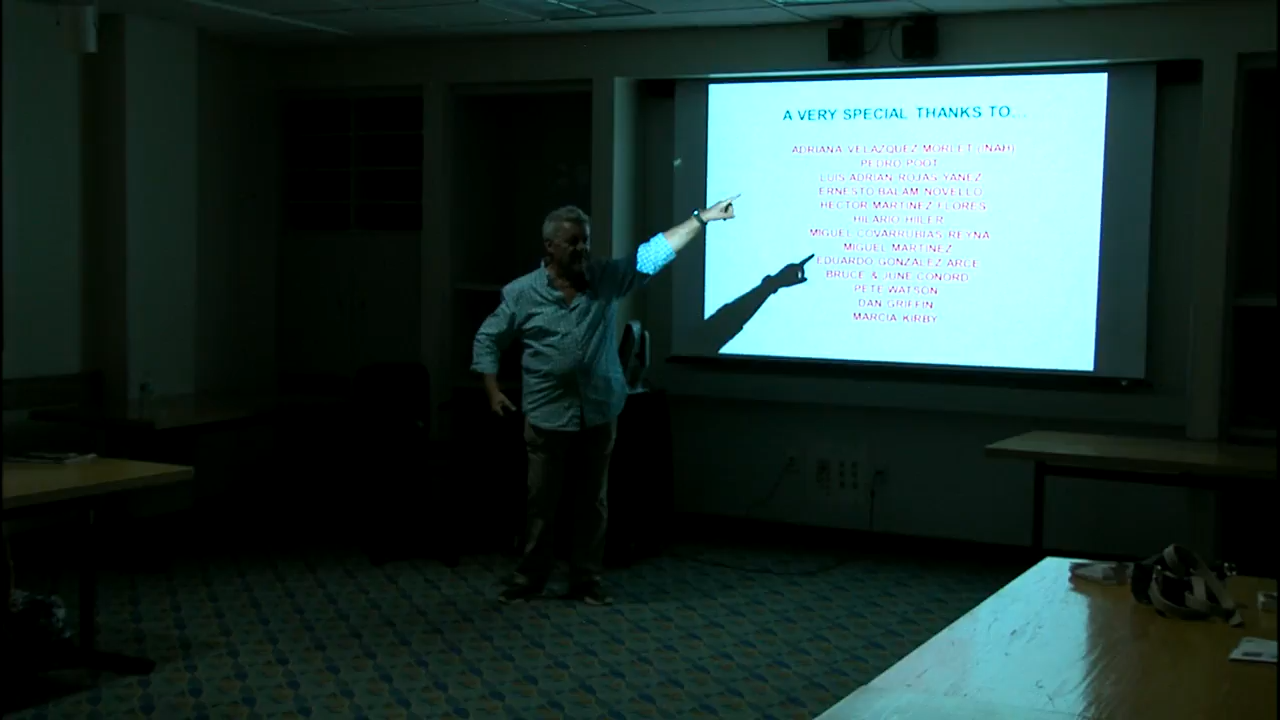 A VERY SPECIAL THANKS TO...
ADRIANA VELAZQUEZ MORLET (INAH)
PEDRO POOT
LUIS ADRIAN ROJAS YANEZ
ERNESTO BALAM NOVELLO
HECTOR MARTINEZ FLORES
HILARIO HIILER
MIGUEL COVARRUBIAS REYNA
MIGUEL MARTINEZ
EDUARDO GONZALEZ ARCE
BRUCE & JUNE CONORD
PETE WATSON
DAN GRIFFIN
MARCIA KIRBY